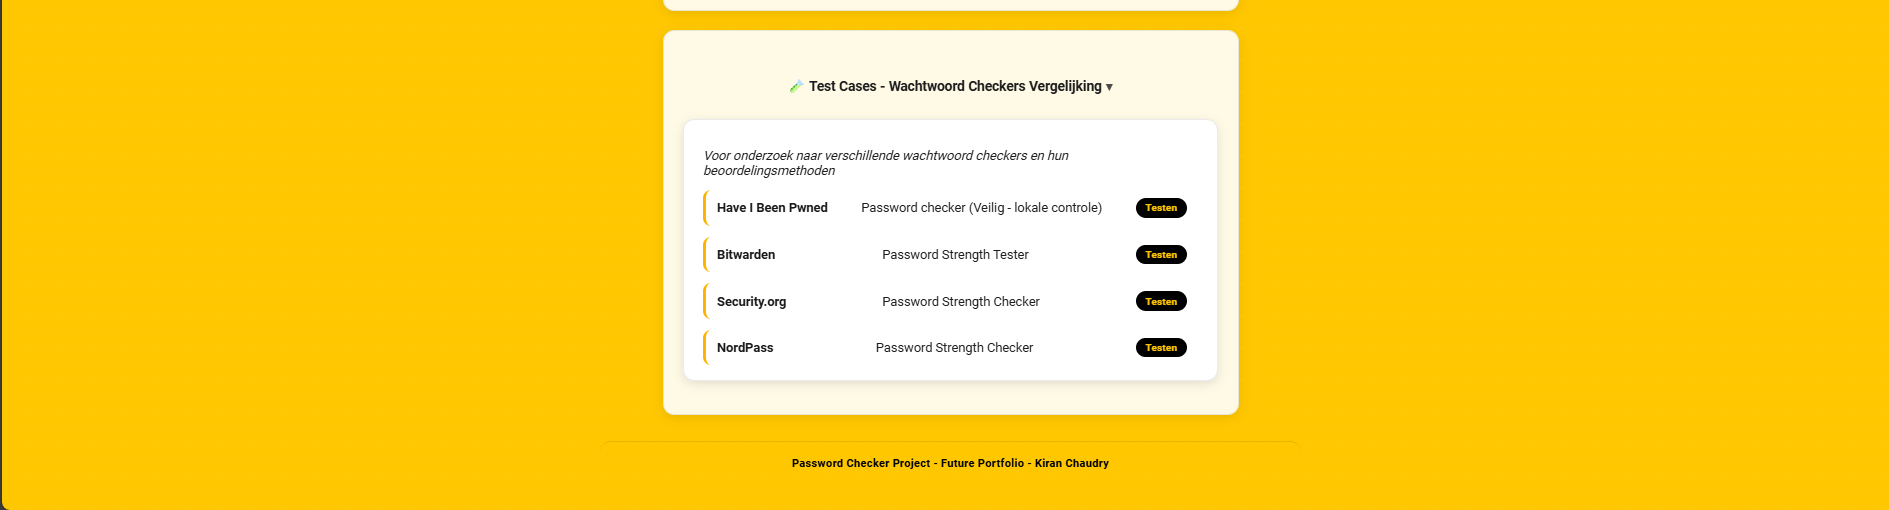 🧪 Test Cases - Wachtwoord Checkers Vergelijking ▼
Voor onderzoek naar verschillende wachtwoord checkers en hun
beoordelingsmethoden
Have I Been Pwned Password checker (Veilig - lokale controle) Testen
Bitwarden Password Strength Tester Testen
Security.org Password Strength Checker Testen
NordPass Password Strength Checker Testen
Password Checker Project - Future Portfolio - Kiran Chaudry